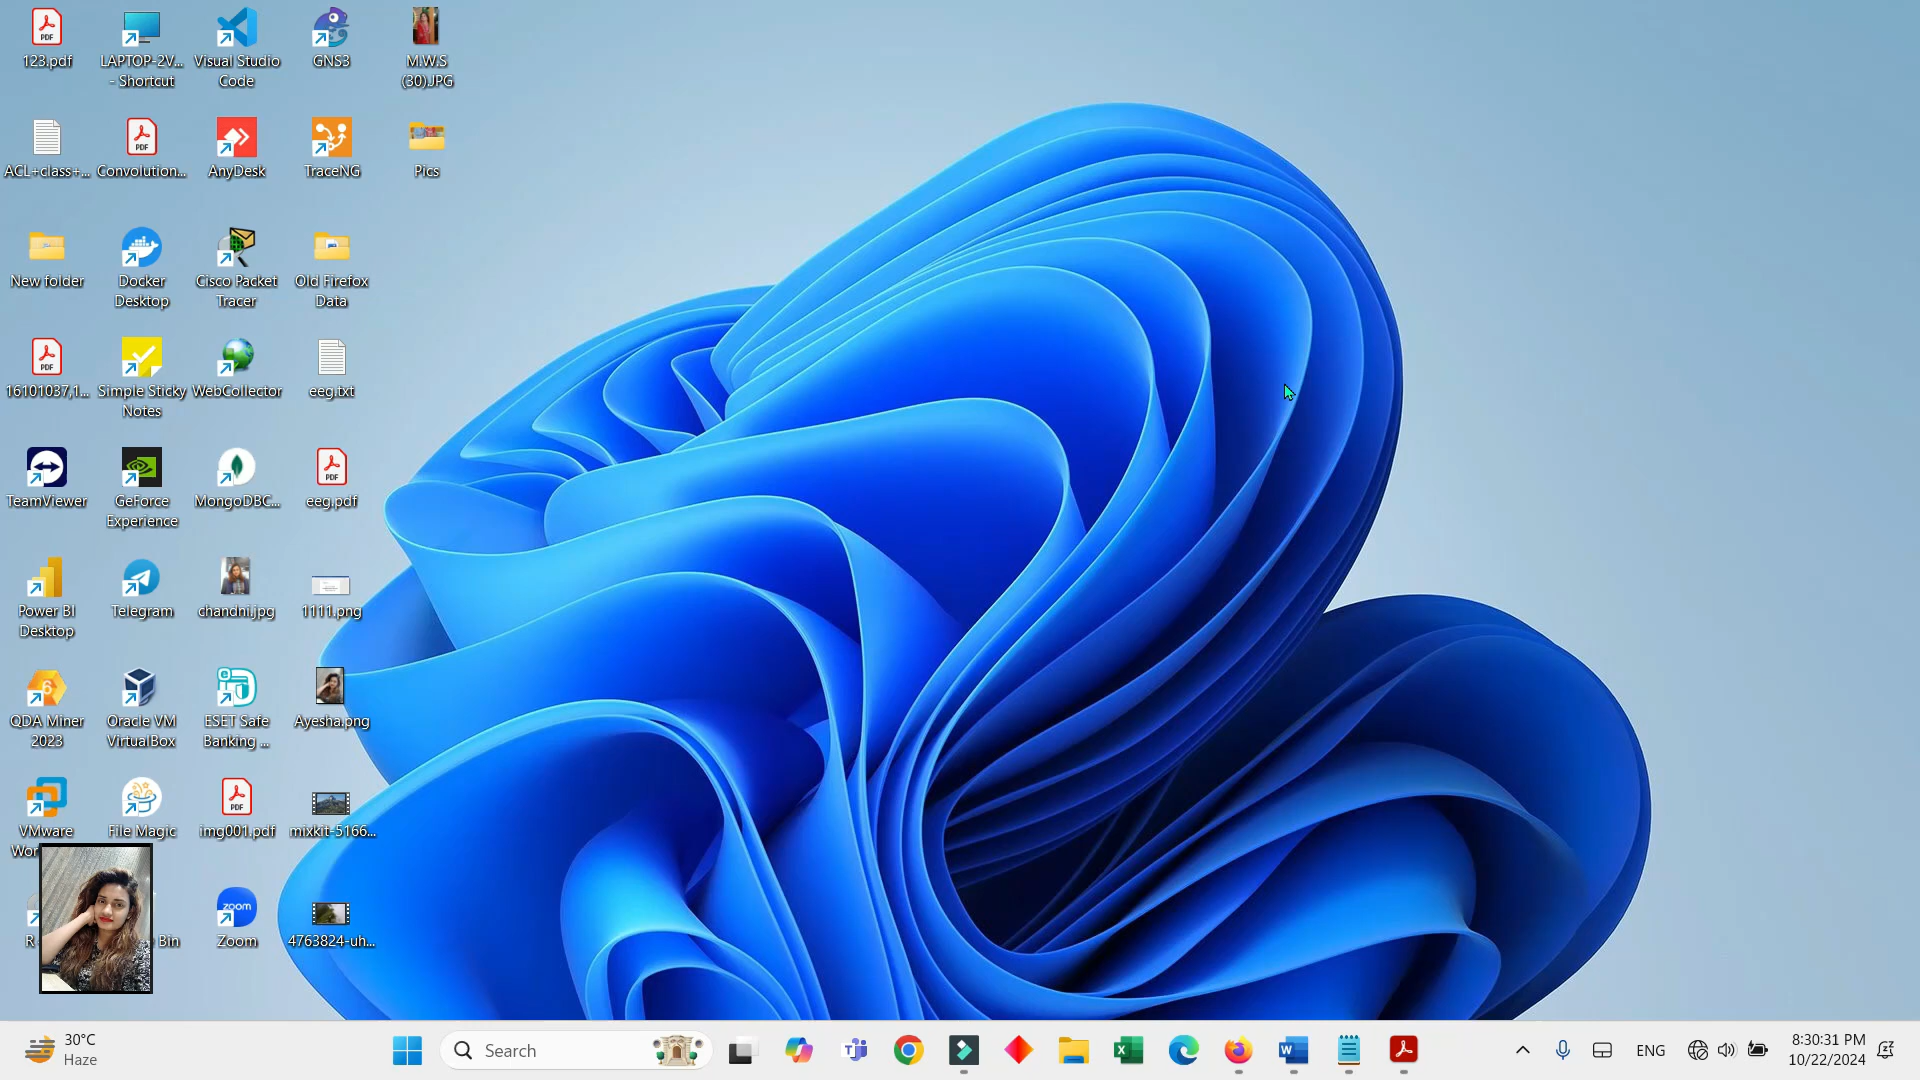 123.pdf
LAPTOP-2V...
- Shortcut
Visual Studio
Code
GNS3
M.W.S
(30).JPG
ACL+class+...
Convolution...
AnyDesk
TraceNG
Pics
New folder
Docker
Desktop
Cisco Packet
Tracer
Old Firefox
Data
16101037,1...
Simple Sticky
Notes
WebCollector
eeg.txt
TeamViewer
GeForce
Experience
MongoDBC...
eeg.pdf
Power BI
Desktop
Telegram
chandni.jpg
1111.png
QDA Miner
2023
Oracle VM
VirtualBox
ESET Safe
Banking ...
Ayesha.png
VMware
Wor
File Magic
img001.pdf
mixkit-5166...
R
Bin
zoom
Zoom
4763824-uh...
30°C
Haze
Search
ENG
8:30:31 PM
10/22/2024